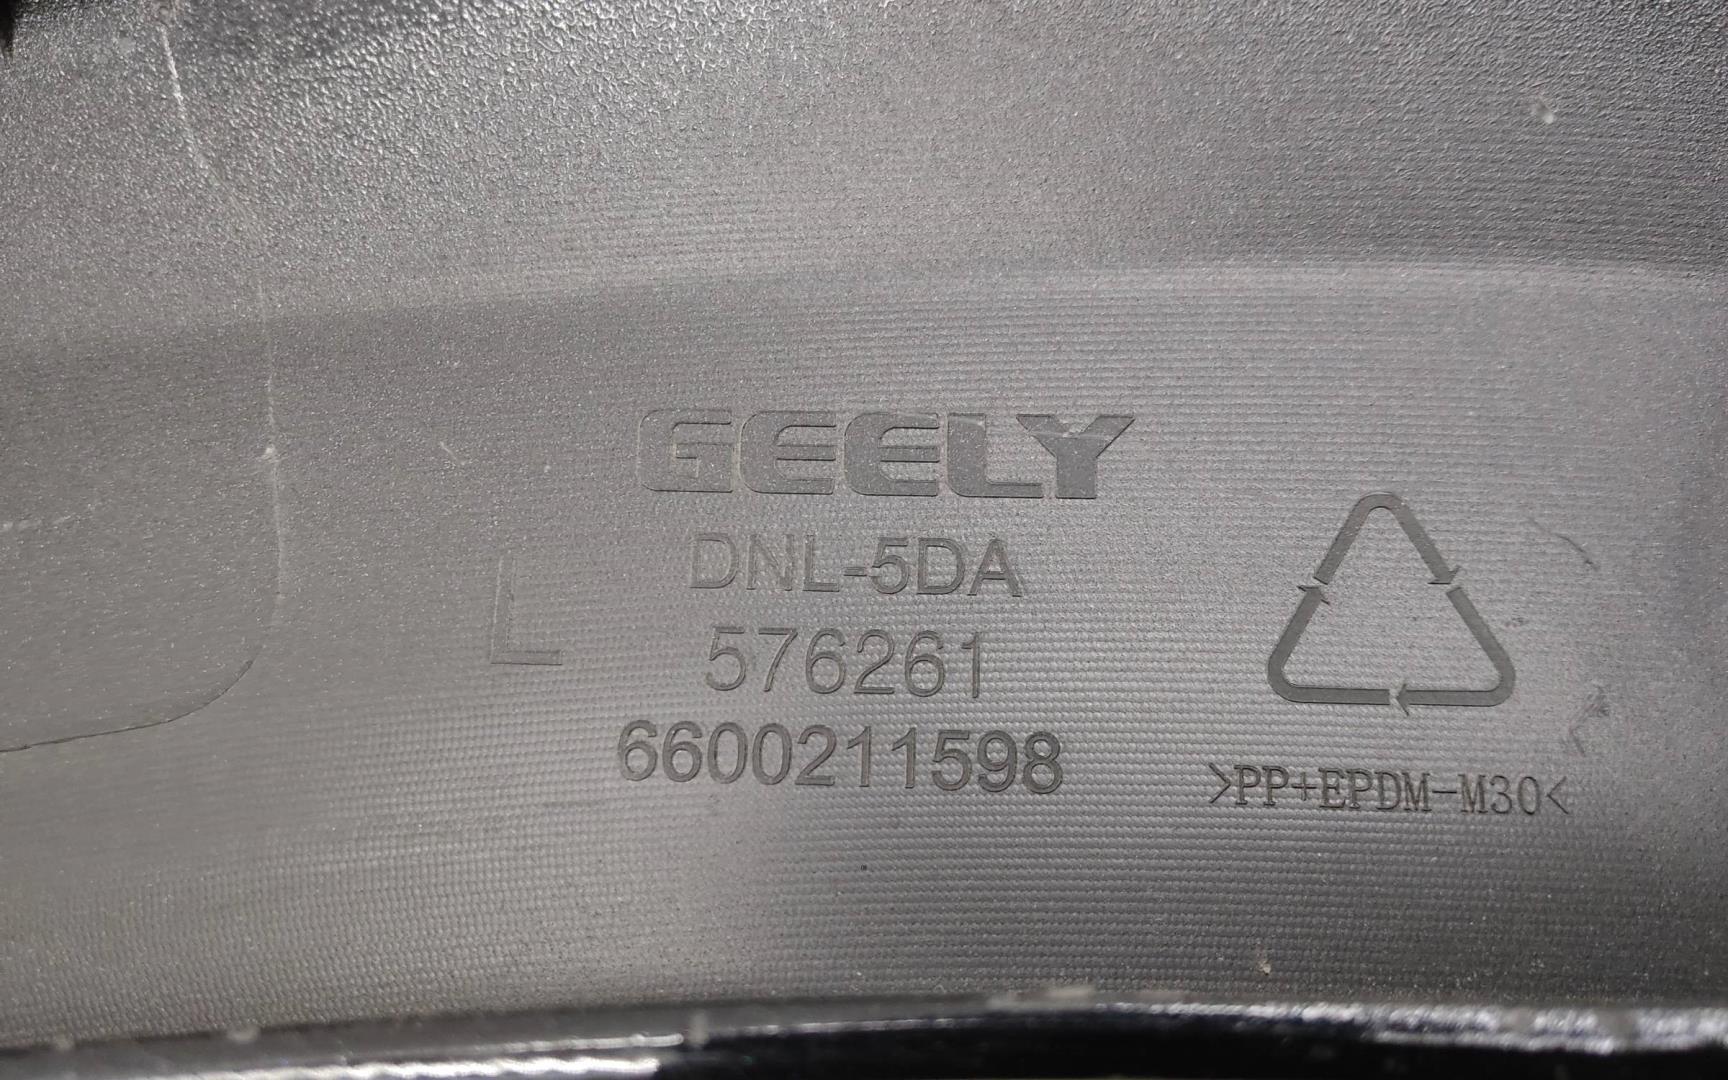 GEELY
DNL-5DA
L
576261
6600211598
>PP+EPDM-M30<